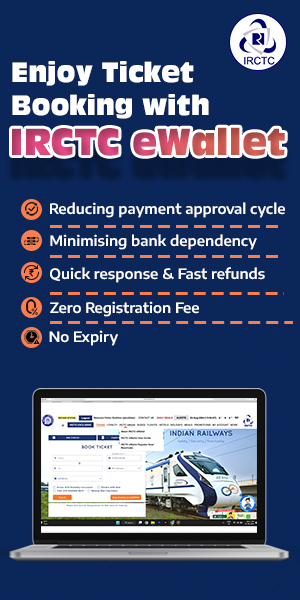 IRCTC
Enjoy Ticket
Booking with
IRCTC eWallet
Reducing payment approval cycle
Minimising bank dependency
Quick response & Fast refunds
Zero Registration Fee
No Expiry
INDIAN RAILWAYS
BOOK TICKET